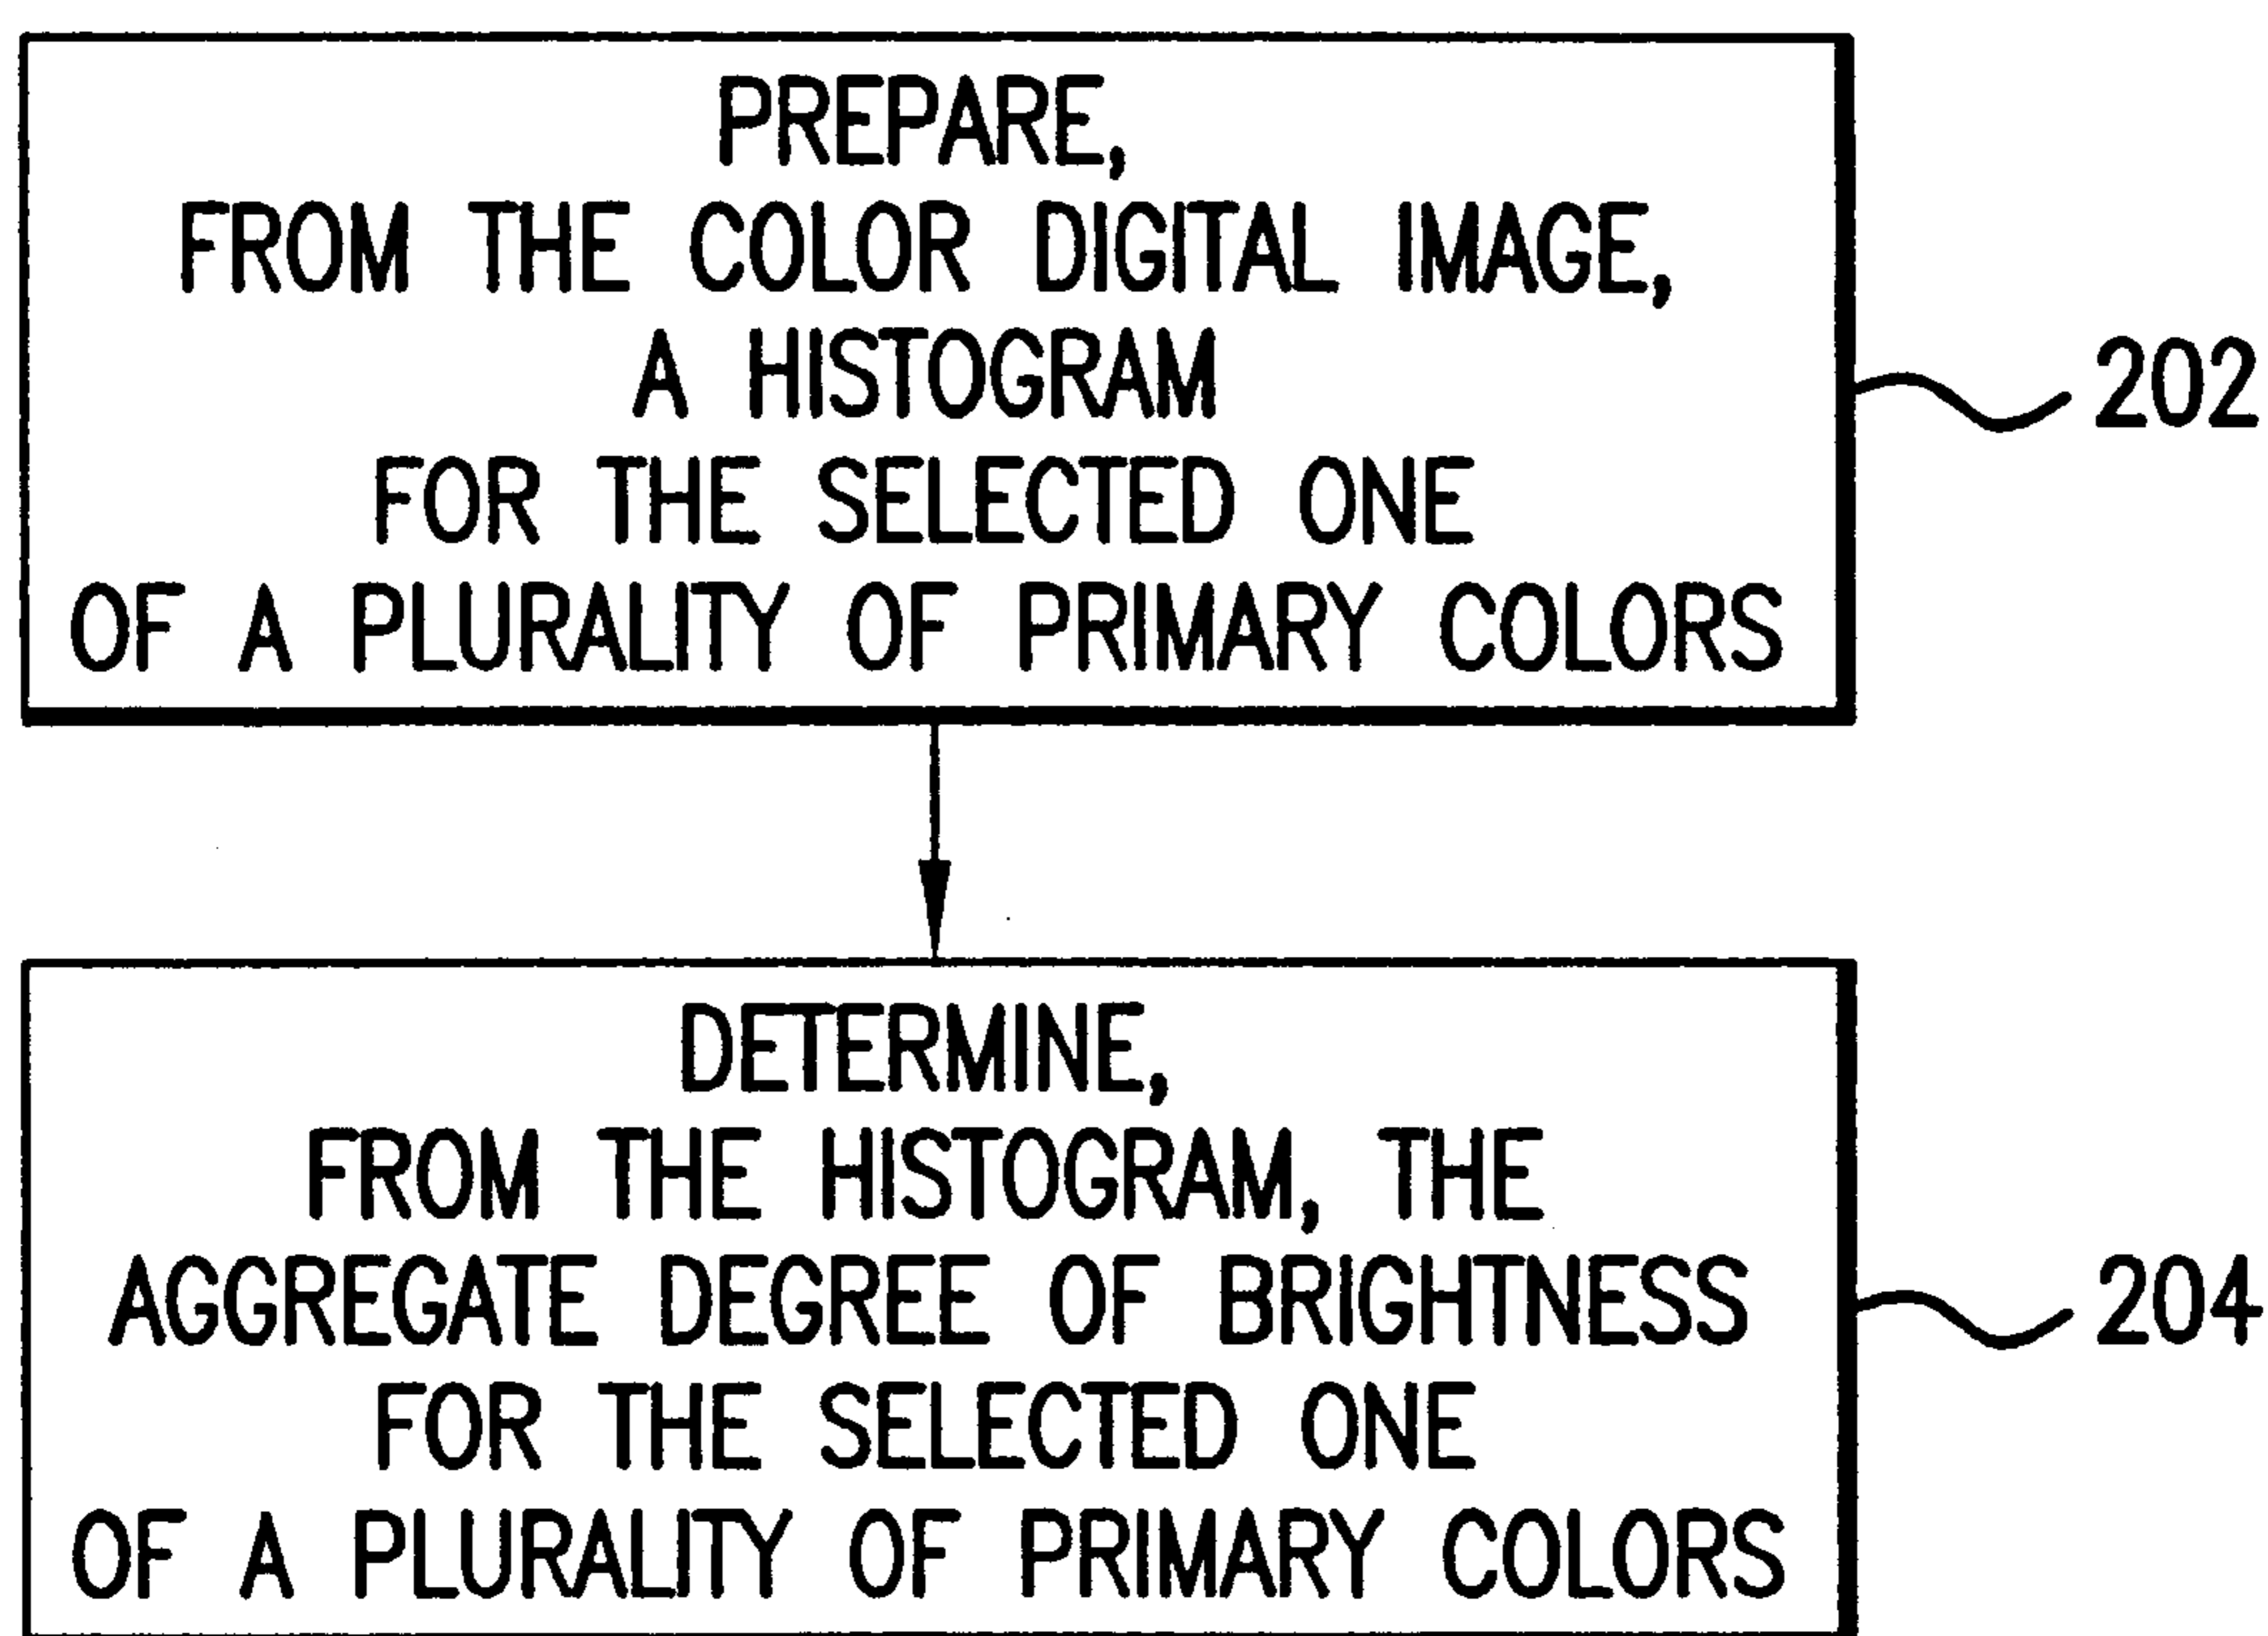 PREPARE,
FROM THE COLOR DIGITAL IMAGE,
A HISTOGRAM
FOR THE SELECTED ONE
OF A PLURALITY OF PRIMARY COLORS
202
DETERMINE,
FROM THE HISTOGRAM, THE
AGGREGATE DEGREE OF BRIGHTNESS
FOR THE SELECTED ONE
OF A PLURALITY OF PRIMARY COLORS
204